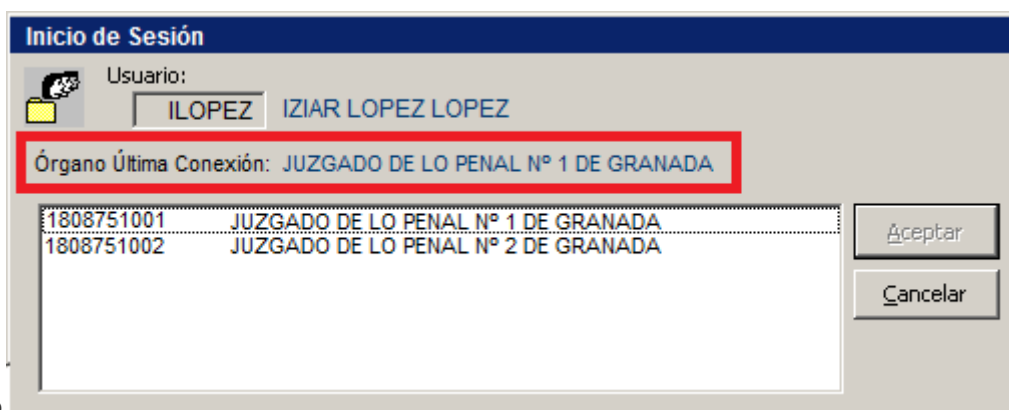 Inicio de Sesión
Usuario:
ILOPEZ IZIAR LOPEZ LOPEZ
Órgano Última Conexión: JUZGADO DE LO PENAL Nº 1 DE GRANADA
1808751001 JUZGADO DE LO PENAL Nº 1 DE GRANADA
1808751002 JUZGADO DE LO PENAL Nº 2 DE GRANADA
Aceptar
Cancelar